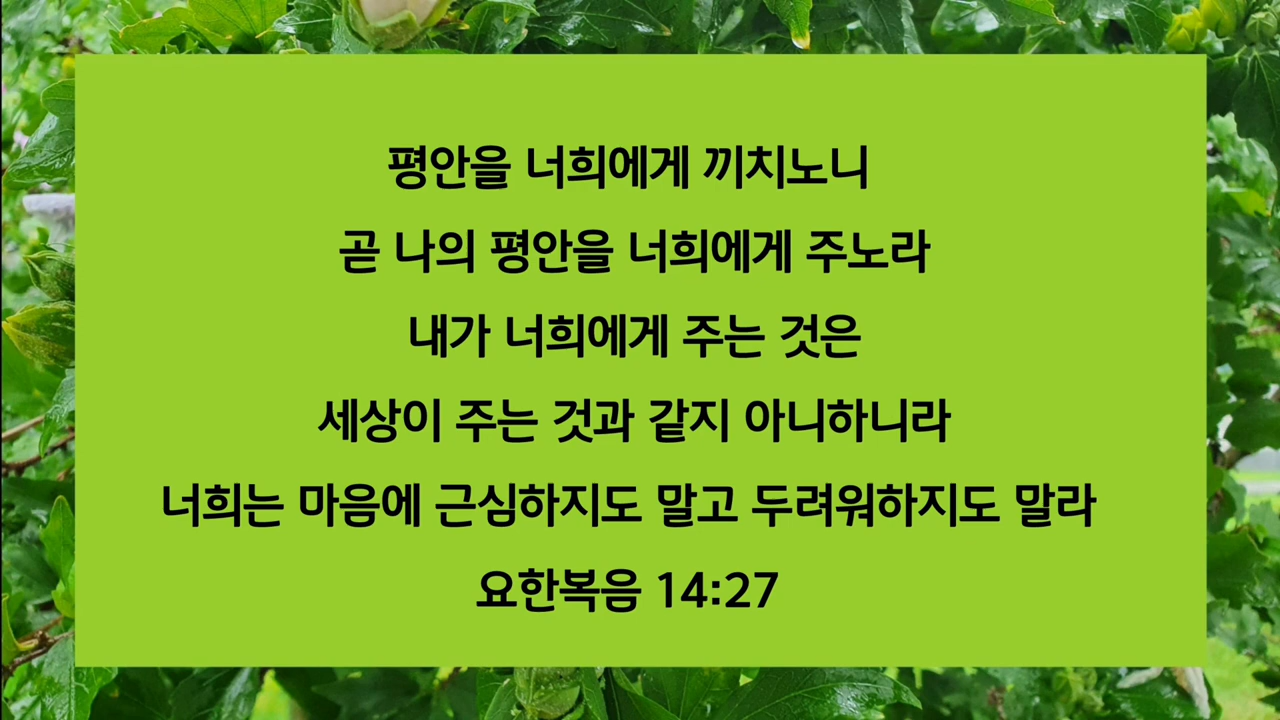 평안을 너희에게 끼치노니
곧 나의 평안을 너희에게 주노라
내가 너희에게 주는 것은
세상이 주는 것과 같지 아니하니라
너희는 마음에 근심하지도 말고 두려워하지도 말라
요한복음 14:27